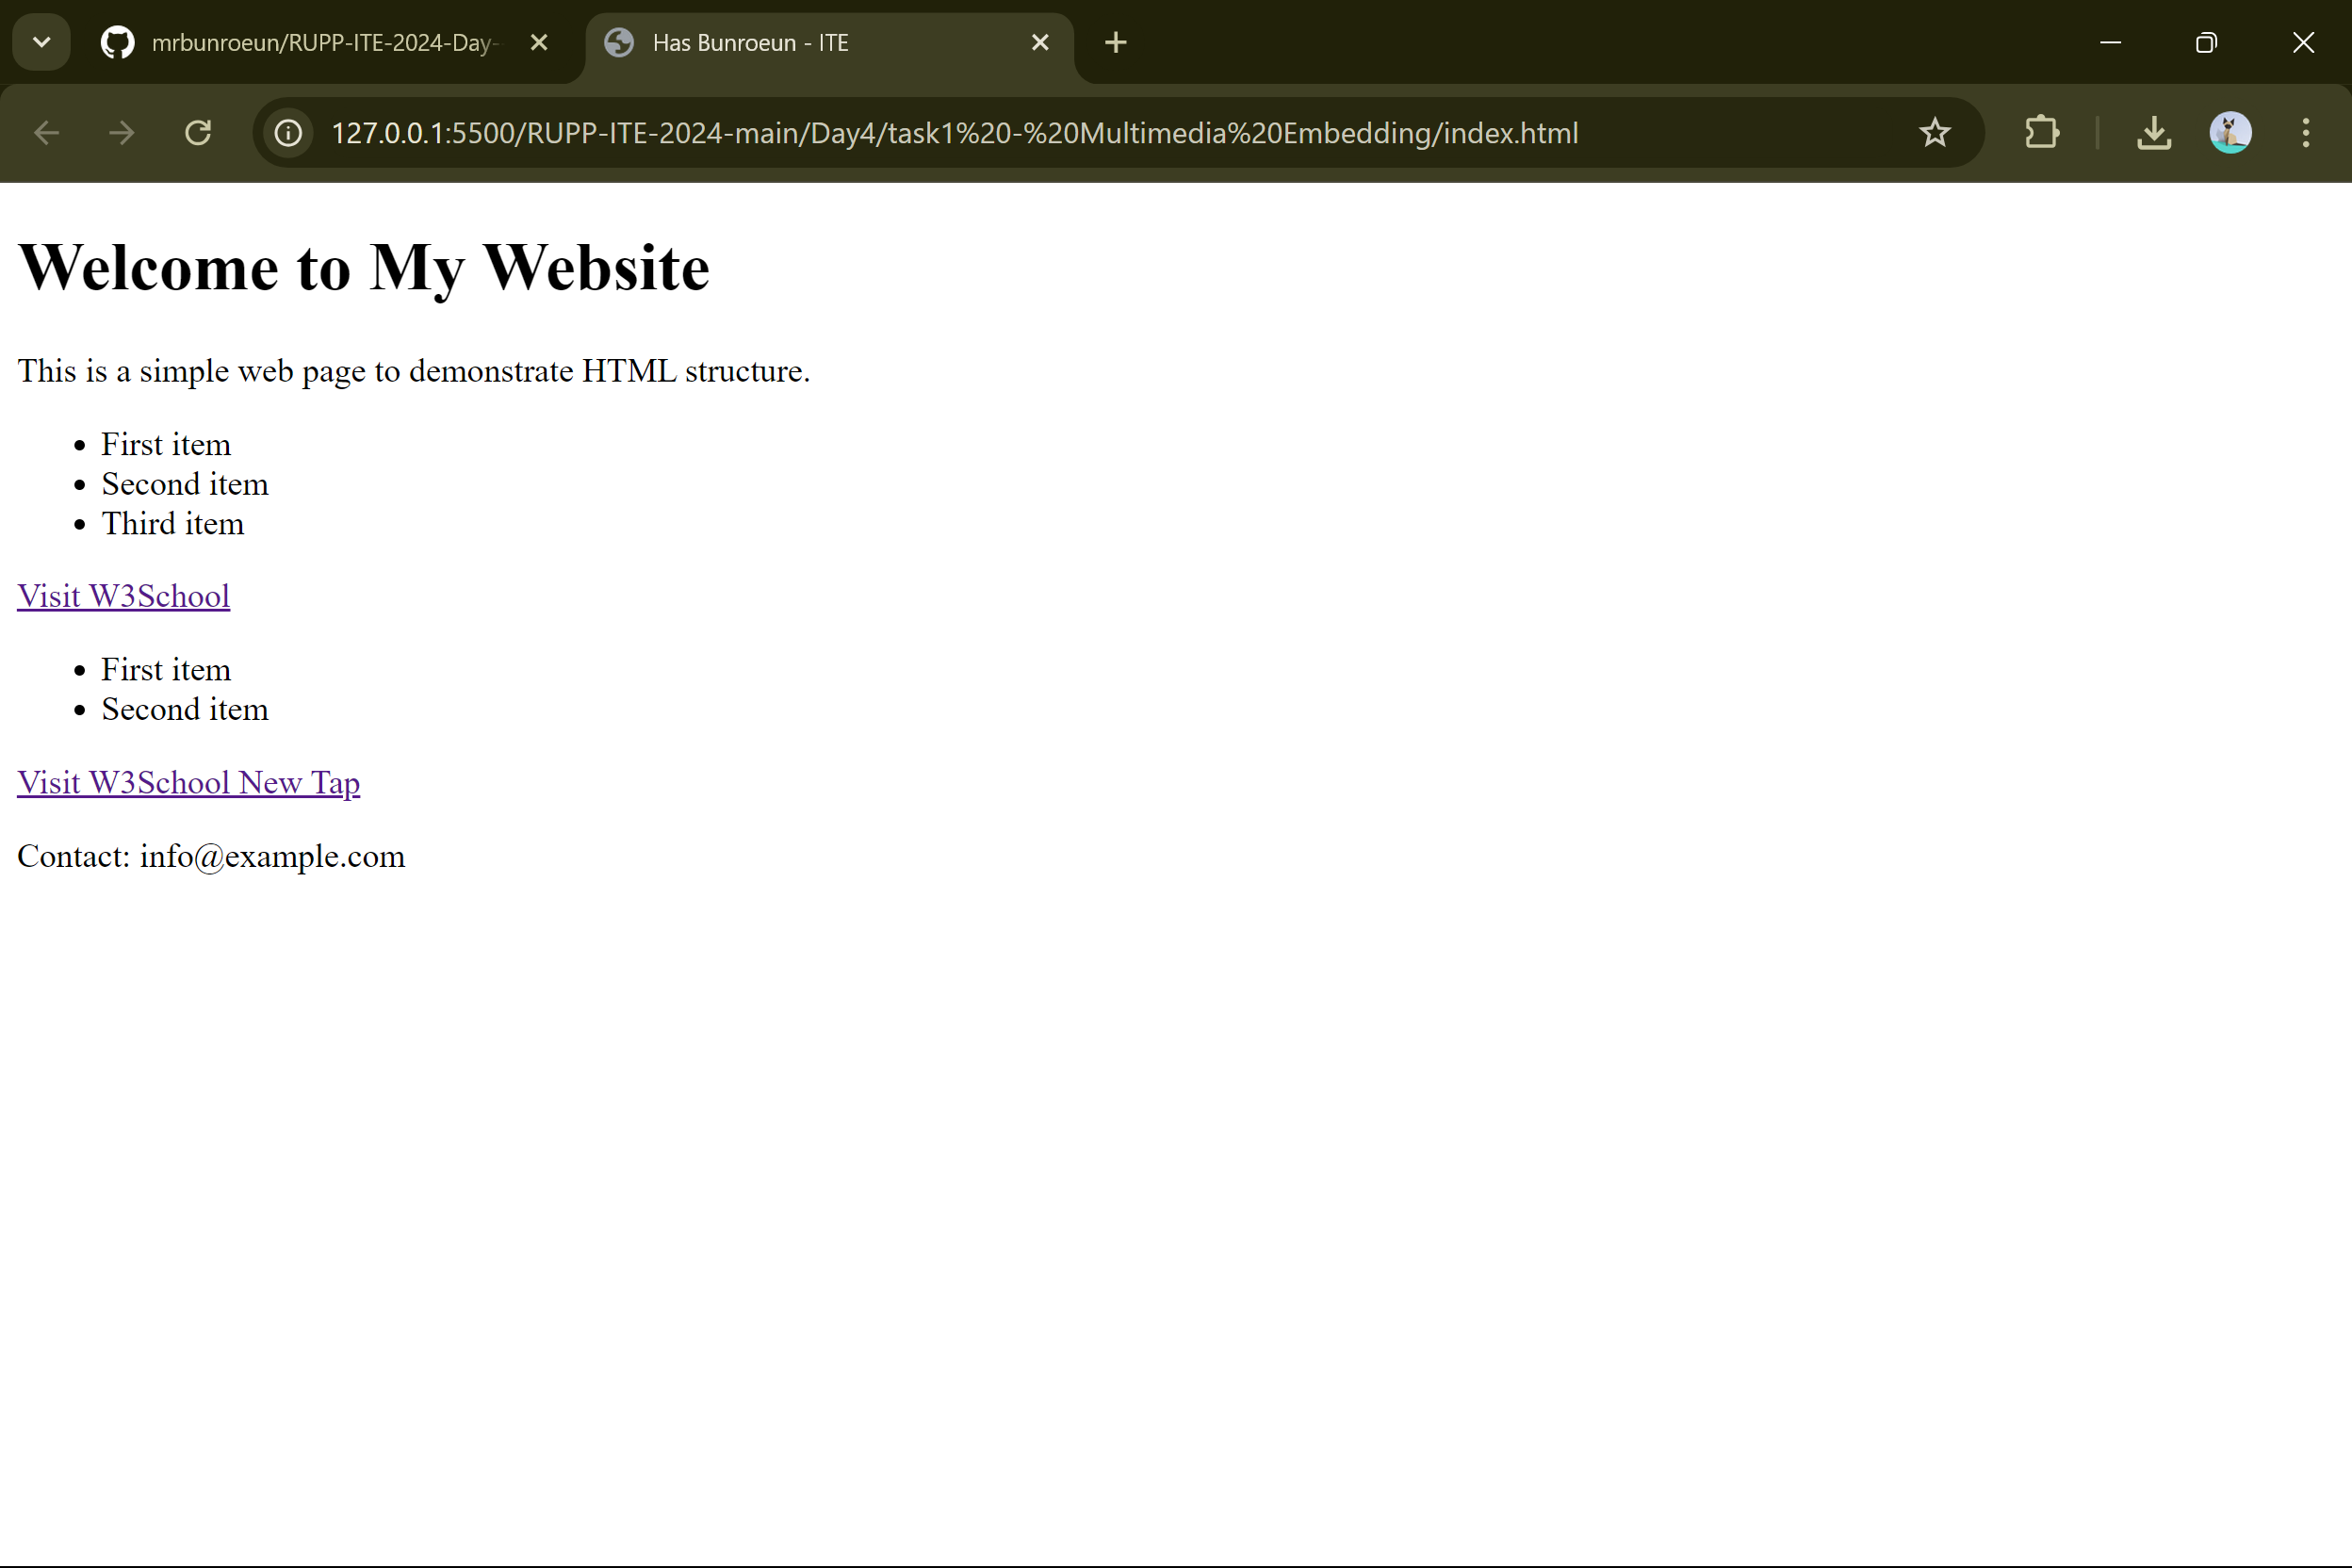 mrbunroeun/RUPP-ITE-2024-Day-
Has Bunroeun - ITE
127.0.0.1:5500/RUPP-ITE-2024-main/Day4/task1%20-%20Multimedia%20Embedding/index.html
Welcome to My Website
This is a simple web page to demonstrate HTML structure.
First item
Second item
Third item
Visit W3School
First item
Second item
Visit W3School New Tap
Contact: info@example.com